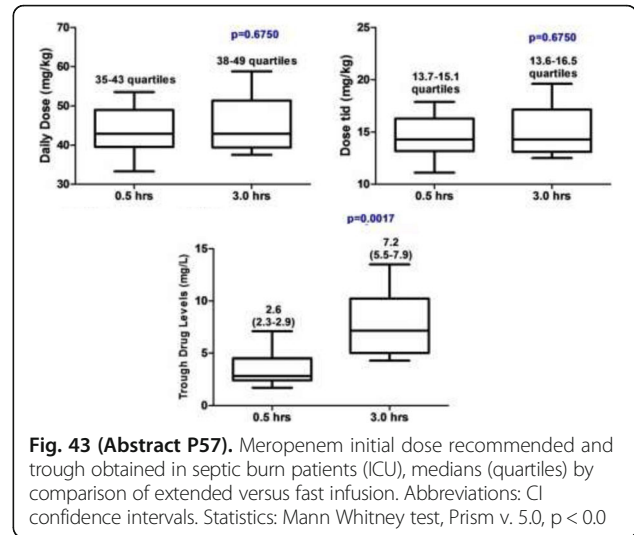 70
60
50
40
30
Daily Dose (mg/kg)
p=0.6750
35-43 quartiles
38-49 quartiles
0.5 hrs
3.0 hrs
25
20
15
10
Dose tid (mg/kg)
p=0.6750
13.7-15.1
quartiles
13.6-16.5
quartiles
0.5 hrs
3.0 hrs
p=0.0017
15
10
5
0
Trough Drug Levels (mg/L)
2.6
(2.3-2.9)
7.2
(5.5-7.9)
0.5 hrs
3.0 hrs
Fig. 43 (Abstract P57). Meropenem initial dose recommended and
trough obtained in septic burn patients (ICU), medians (quartiles) by
comparison of extended versus fast infusion. Abbreviations: CI
confidence intervals. Statistics: Mann Whitney test, Prism v. 5.0, p < 0.0